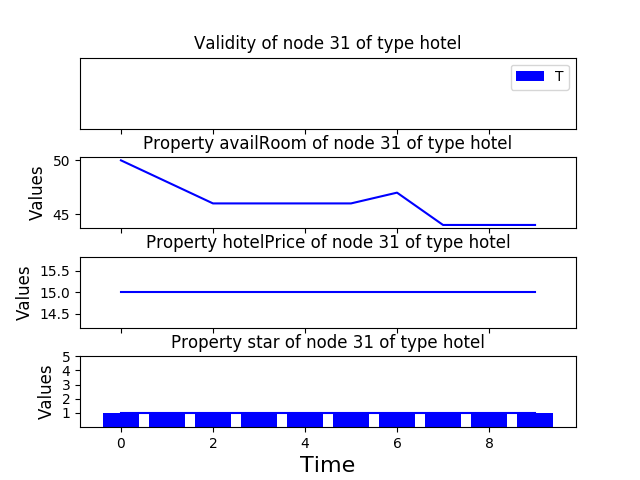 Validity of node 31 of type hotel
T
Property availRoom of node 31 of type hotel
50
45
Values
Property hotelPrice of node 31 of type hotel
15.5
15.0
14.5
Values
Property star of node 31 of type hotel
5
4
3
2
1
Values
0 2 4 6 8
Time